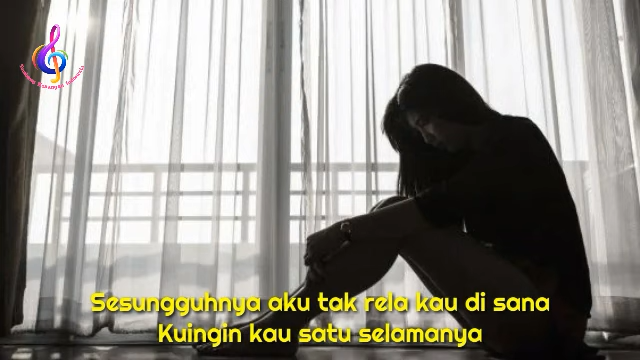 Sesungguhnya aku tak rela kau di sana
Kuingin kau satu selamanya